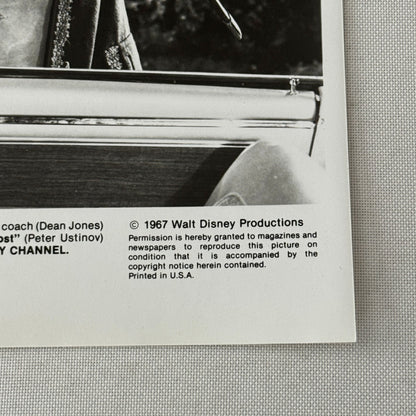 coach (Dean Jones)
ost" (Peter Ustinov)
Y CHANNEL.
© 1967 Walt Disney Productions
Permission is hereby granted to magazines and
newspapers to reproduce this picture on
condition that it is accompanied by the
copyright notice herein contained.
Printed in U.S.A.